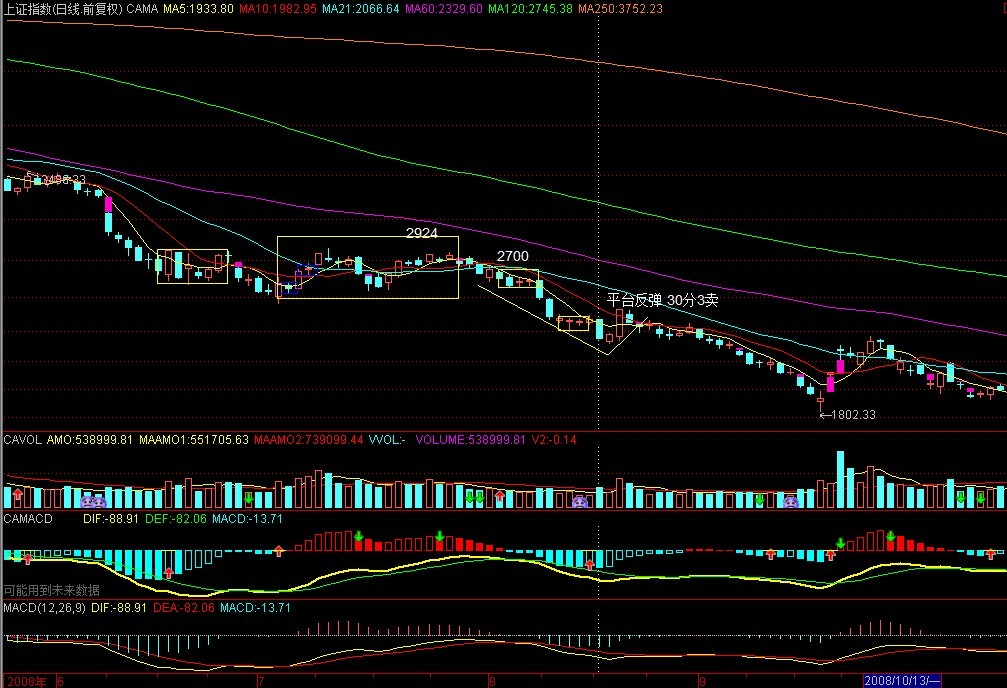 上证指数(日线.前复权) CAMA MA5:1933.80 MA10:1982.95 MA21:2066.64 MA60:2329.60 MA120:2745.38 MA250:3752.23
2924
2700
平台反弹 30分3卖
←1802.33
CAVOL AMO:538999.81 MAAMO1:551705.63 MAAMO2:739099.44 VVOL:- VOLUME:538999.81 V2:-0.14
CAMACD DIF:-88.91 DEF:-82.06 MACD:-13.71
可能用到未来数据
MACD(12,26,9) DIF:-88.91 DEA:-82.06 MACD:-13.71
2008年 6 7 8 9 2008/10/13/一